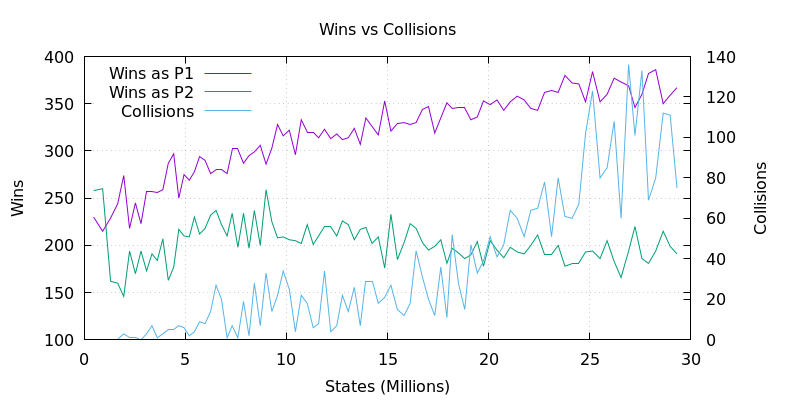 Wins vs Collisions
Wins as P1
Wins as P2
Collisions
400
350
300
250
200
150
100
Wins
140
120
100
80
60
40
20
0
Collisions
0 5 10 15 20 25 30
States (Millions)